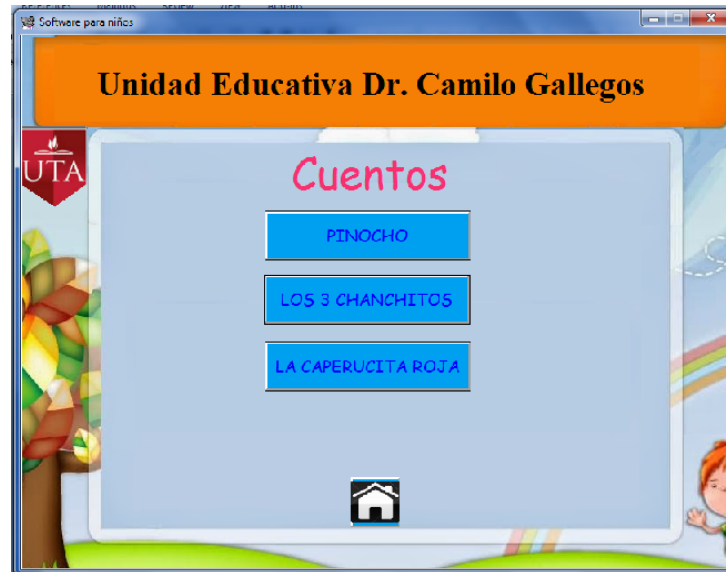 Software para niños
Unidad Educativa Dr. Camilo Gallegos
UTA
Cuentos
PINOCHO
LOS 3 CHANCHITOS
LA CAPERUCITA ROJA